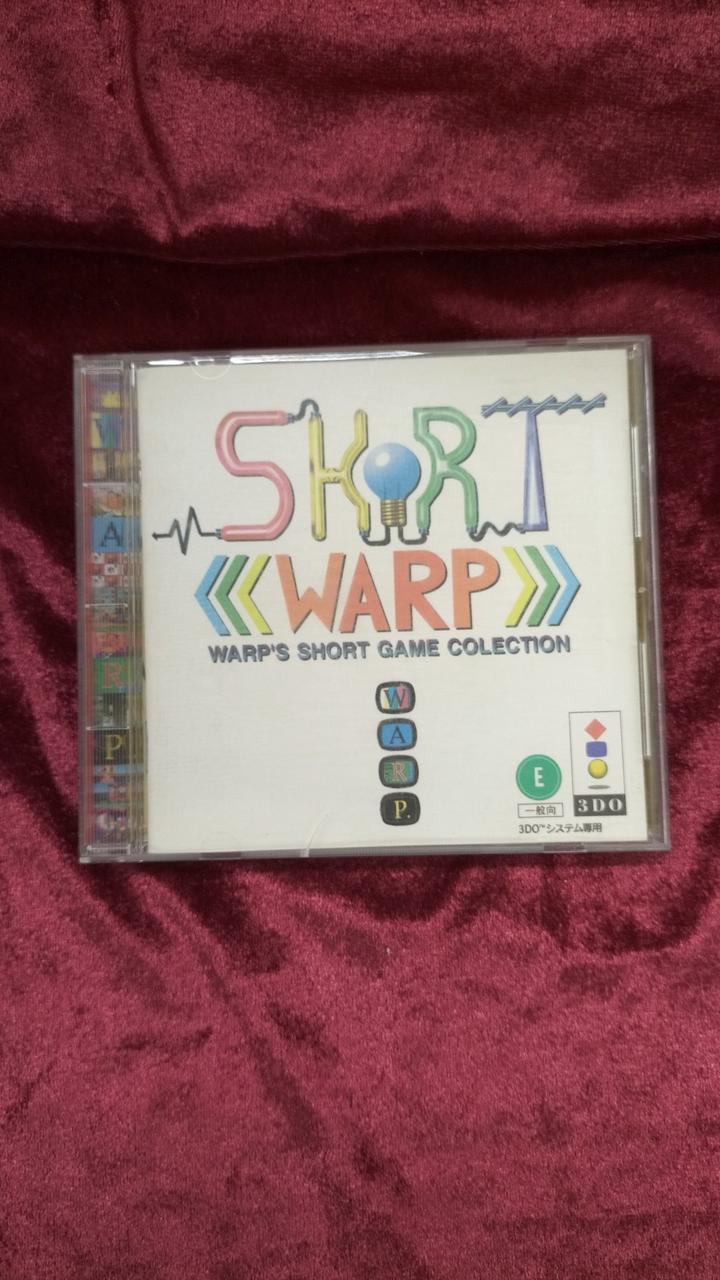 SHORT
WARP
WARP'S SHORT GAME COLECTION
W
A
R
P.
E
一般向
3DO
3DO™システム専用
A
R
P